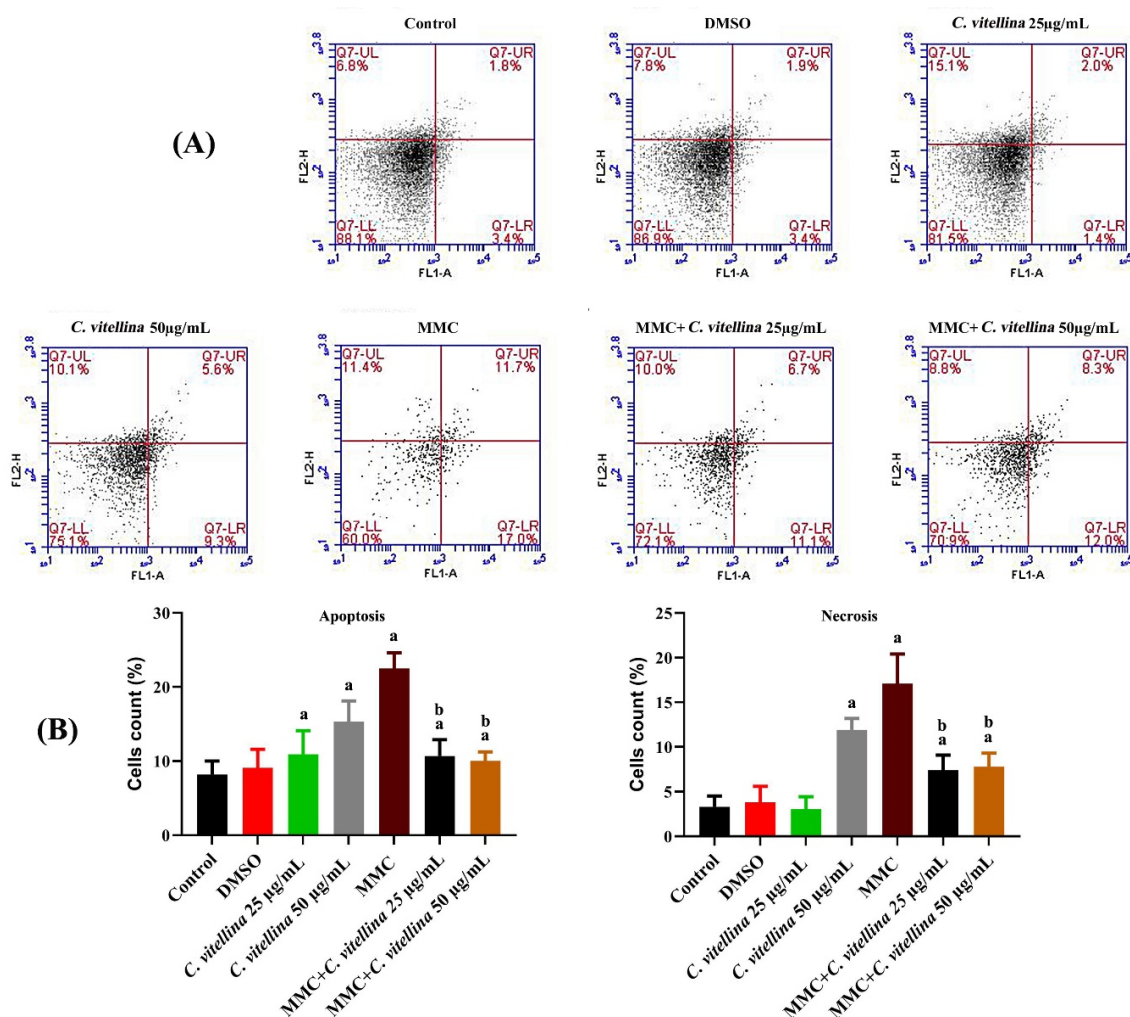 Control
DMSO
C. vitellina 25µg/mL
(A)
Q7-UL
6.8%
Q7-UR
1.8%
Q7-LL
88.1%
Q7-LR
3.4%
FL2-H
FL1-A
Q7-UL
7.8%
Q7-UR
1.9%
Q7-LL
86.9%
Q7-LR
3.4%
FL2-H
FL1-A
Q7-UL
15.1%
Q7-UR
2.0%
Q7-LL
81.5%
Q7-LR
1.4%
FL2-H
FL1-A
C. vitellina 50µg/mL
MMC
MMC+ C. vitellina 25µg/mL
MMC+ C. vitellina 50µg/mL
Q7-UL
10.1%
Q7-UR
5.6%
Q7-LL
75.1%
Q7-LR
9.3%
FL2-H
FL1-A
Q7-UL
11.4%
Q7-UR
11.7%
Q7-LL
60.0%
Q7-LR
17.0%
FL2-H
FL1-A
Q7-UL
10.0%
Q7-UR
6.7%
Q7-LL
72.1%
Q7-LR
11.1%
FL2-H
FL1-A
Q7-UL
8.8%
Q7-UR
8.3%
Q7-LL
70.9%
Q7-LR
12.0%
FL2-H
FL1-A
(B)
Apoptosis
Cells count (%)
30
20
10
0
a
a
a
b
a
b
a
Control
DMSO
C. vitellina 25 µg/mL
C. vitellina 50 µg/mL
MMC
MMC+C. vitellina 25 µg/mL
MMC+C. vitellina 50 µg/mL
Necrosis
Cells count (%)
25
20
15
10
5
0
a
a
b
a
b
a
Control
DMSO
C. vitellina 25 µg/mL
C. vitellina 50 µg/mL
MMC
MMC+C. vitellina 25 µg/mL
MMC+C. vitellina 50 µg/mL